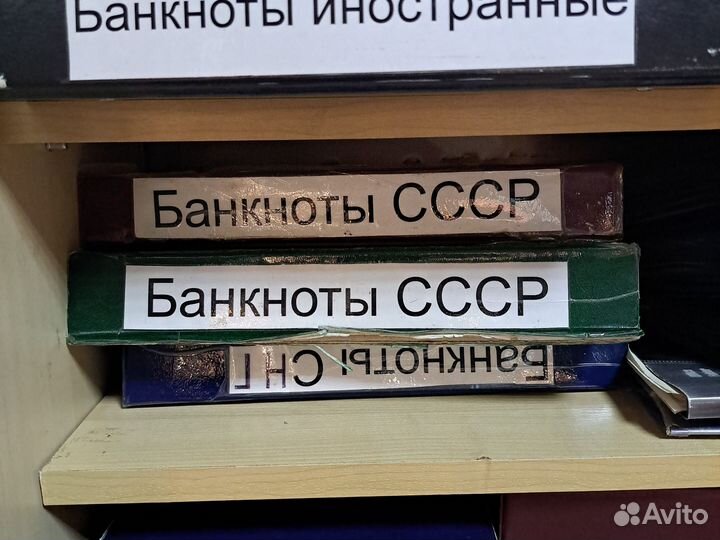 Банкноты иностранные
Банкноты СССР
Банкноты СССР
Банкноты СНГ
Avito